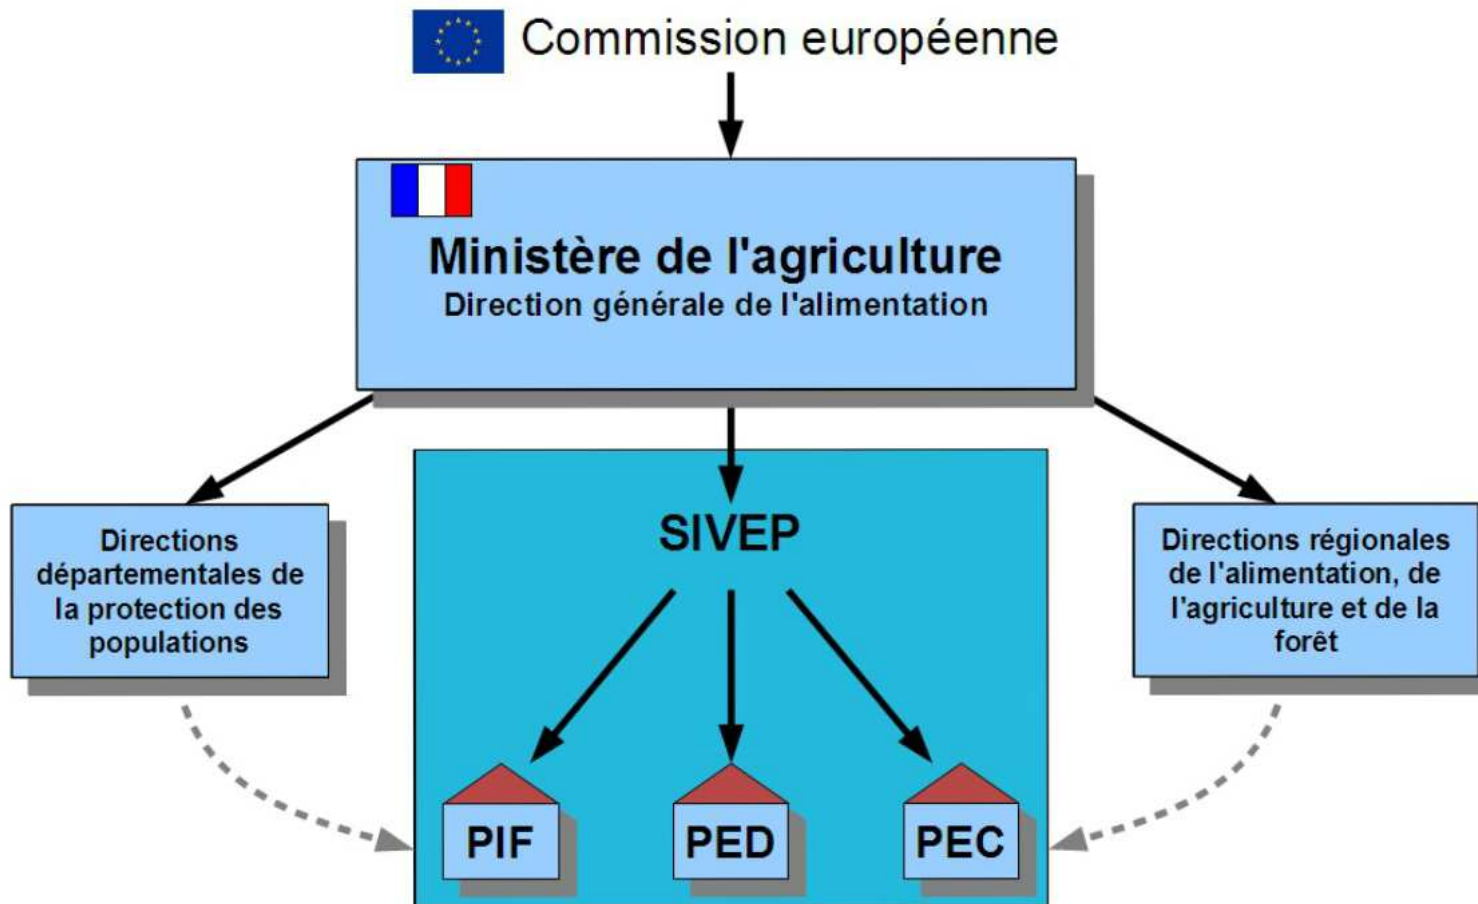 Commission européenne
Ministère de l'agriculture
Direction générale de l'alimentation
Directions
départementales de
la protection des
populations
SIVEP
Directions régionales
de l'alimentation, de
l'agriculture et de la
forêt
PIF
PED
PEC